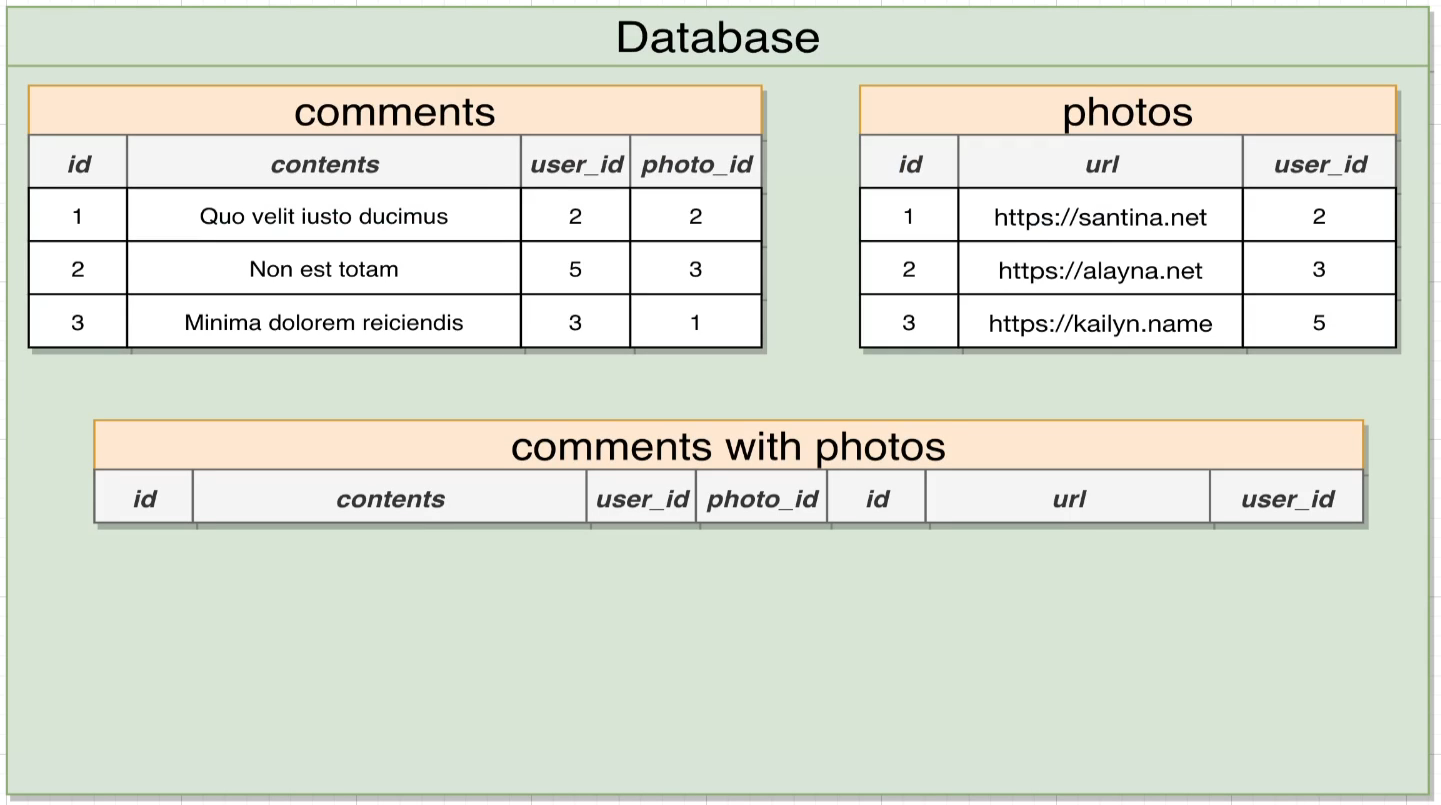 Database
comments
id contents user_id photo_id
1 Quo velit iusto ducimus 2 2
2 Non est totam 5 3
3 Minima dolorem reiciendis 3 1
photos
id url user_id
1 https://santina.net 2
2 https://alayna.net 3
3 https://kailyn.name 5
comments with photos
id contents user_id photo_id id url user_id